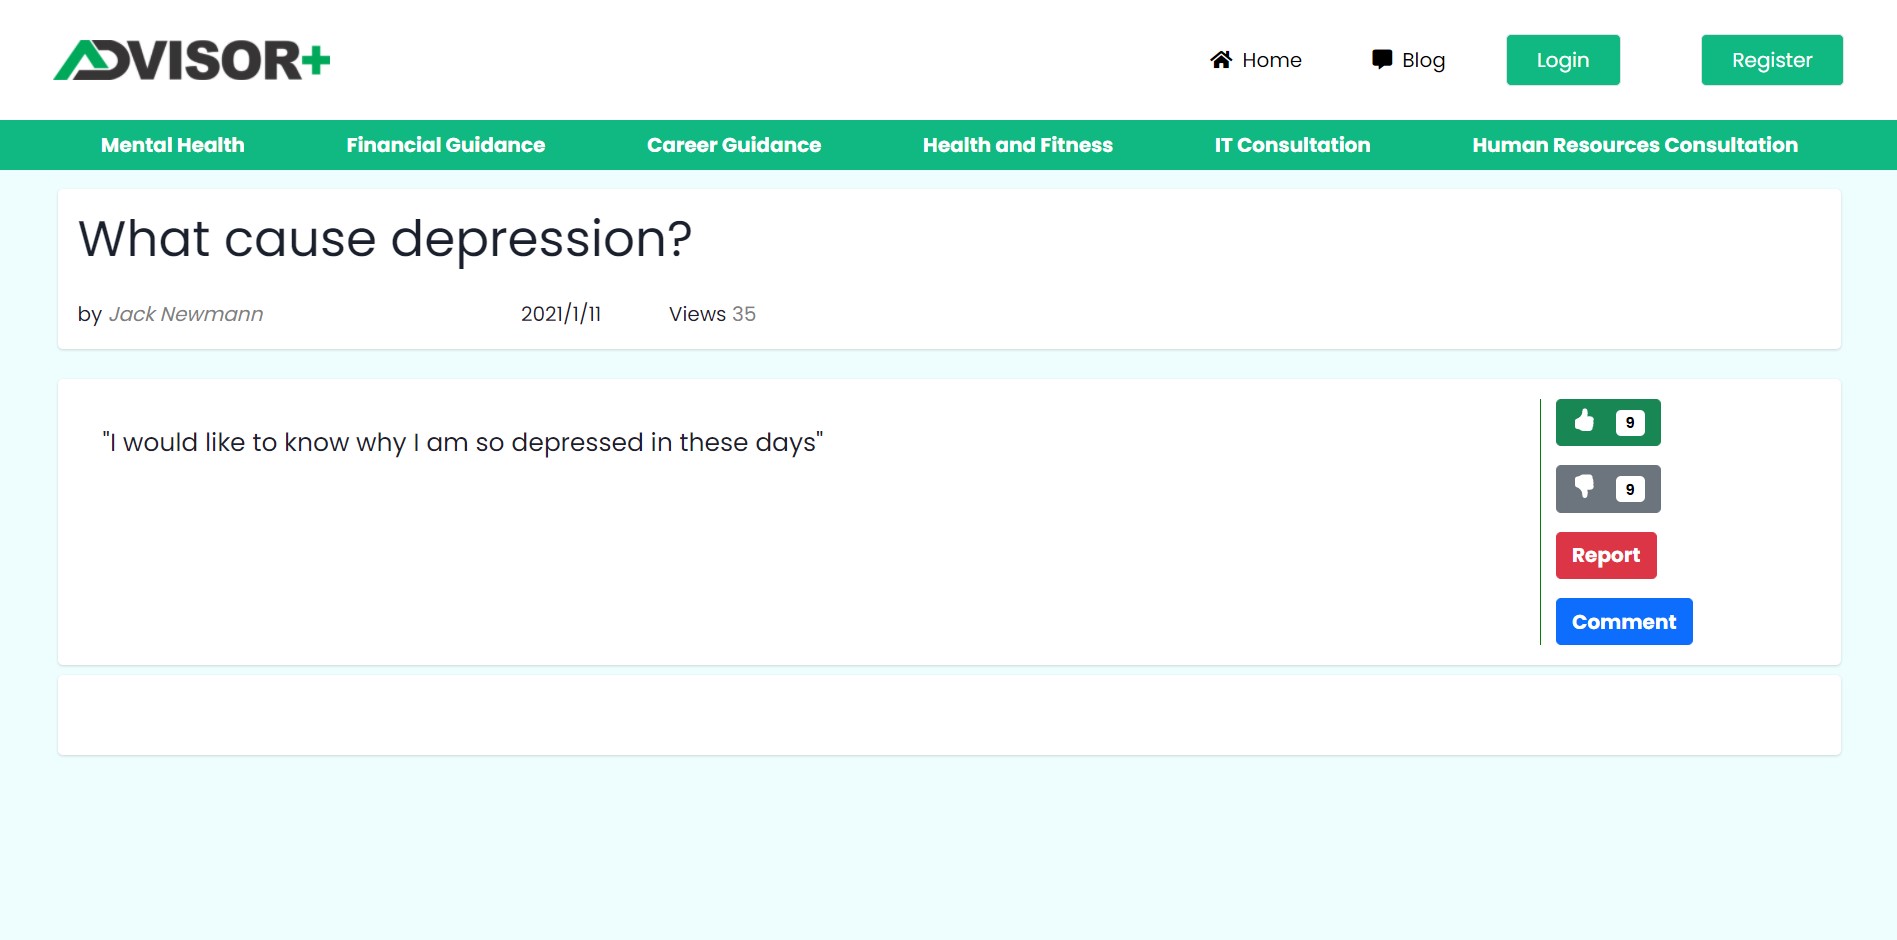 ADVISOR+
Home Blog Login Register
Mental Health Financial Guidance Career Guidance Health and Fitness IT Consultation Human Resources Consultation
What cause depression?
by Jack Newmann 2021/1/11 Views 35
"I would like to know why I am so depressed in these days"
9
9
Report
Comment